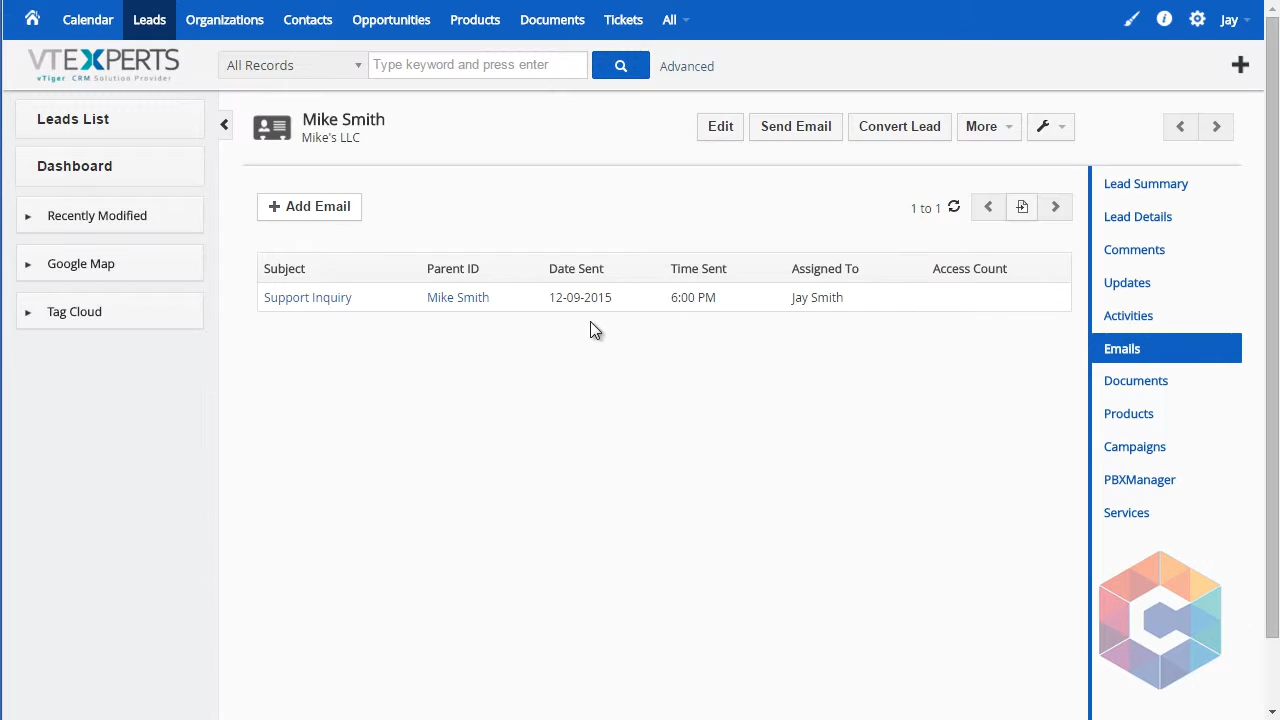 Calendar Leads Organizations Contacts Opportunities Products Documents Tickets All Jay
VTEXPERTS
vTiger CRM Solution Provider
All Records Type keyword and press enter Advanced
Leads List
Dashboard
Recently Modified
Google Map
Tag Cloud
Mike Smith
Mike's LLC
Edit Send Email Convert Lead More
Add Email
1 to 1
Subject Parent ID Date Sent Time Sent Assigned To Access Count
Support Inquiry Mike Smith 12-09-2015 6:00 PM Jay Smith
Lead Summary
Lead Details
Comments
Updates
Activities
Emails
Documents
Products
Campaigns
PBXManager
Services